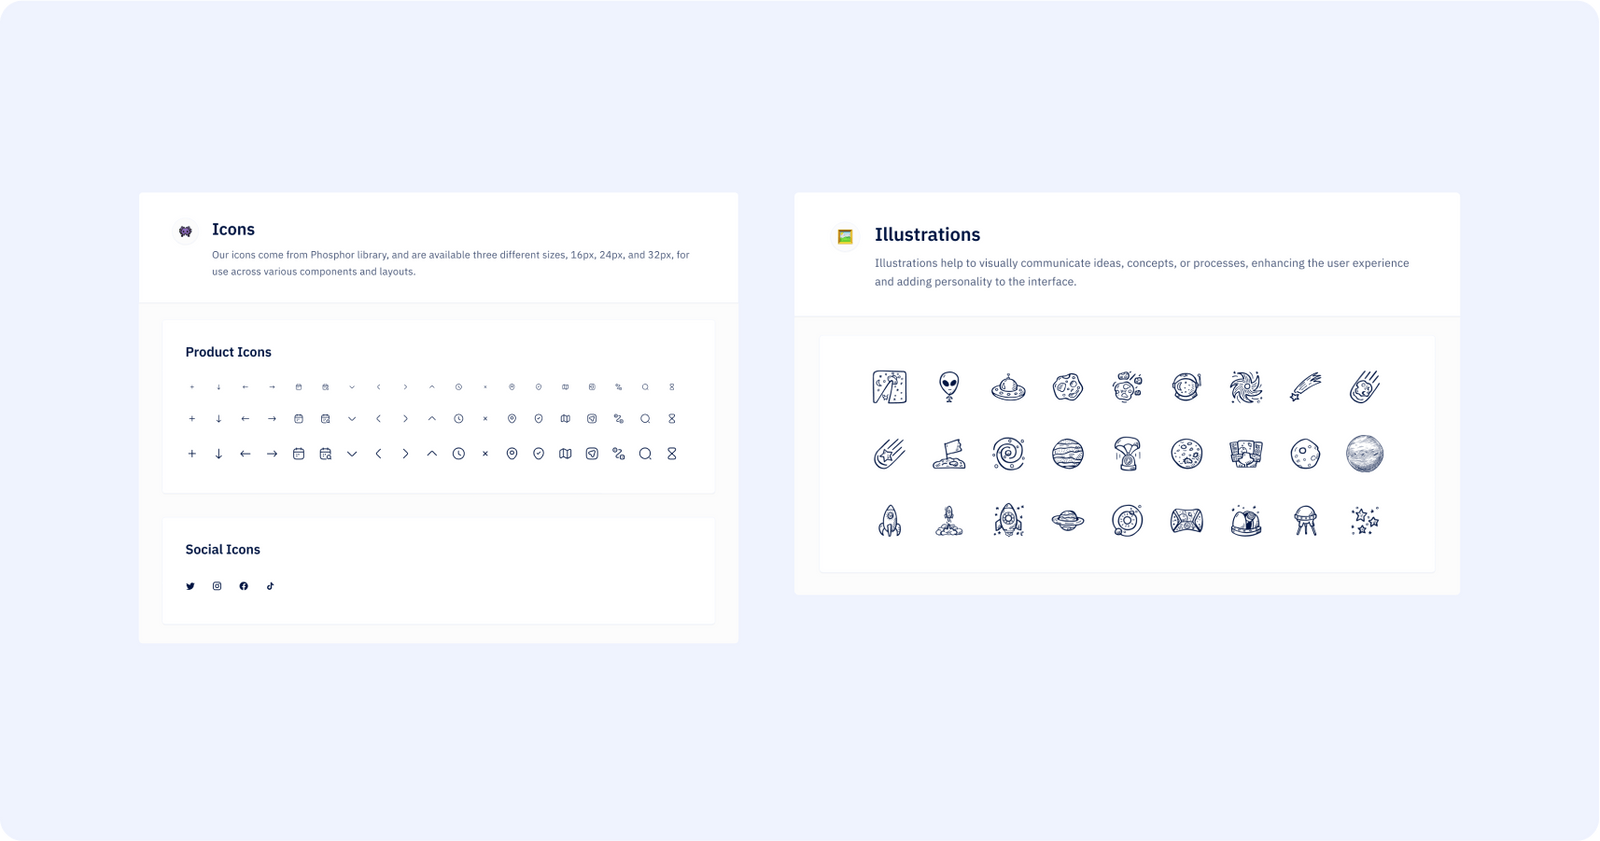 Icons
Our icons come from Phosphor library, and are available three different sizes, 16px, 24px, and 32px, for
use across various components and layouts.
Product Icons
Social Icons
Illustrations
Illustrations help to visually communicate ideas, concepts, or processes, enhancing the user experience
and adding personality to the interface.